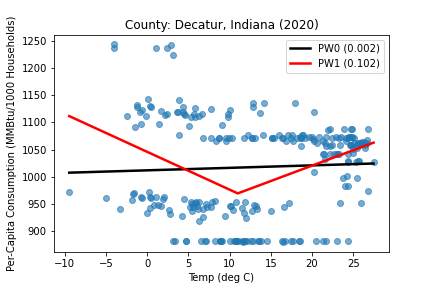 County: Decatur, Indiana (2020)
Per-Capita Consumption (MMBtu/1000 Households)
1250
1200
1150
1100
1050
1000
950
900
PW0 (0.002)
PW1 (0.102)
−10 −5 0 5 10 15 20 25
Temp (deg C)